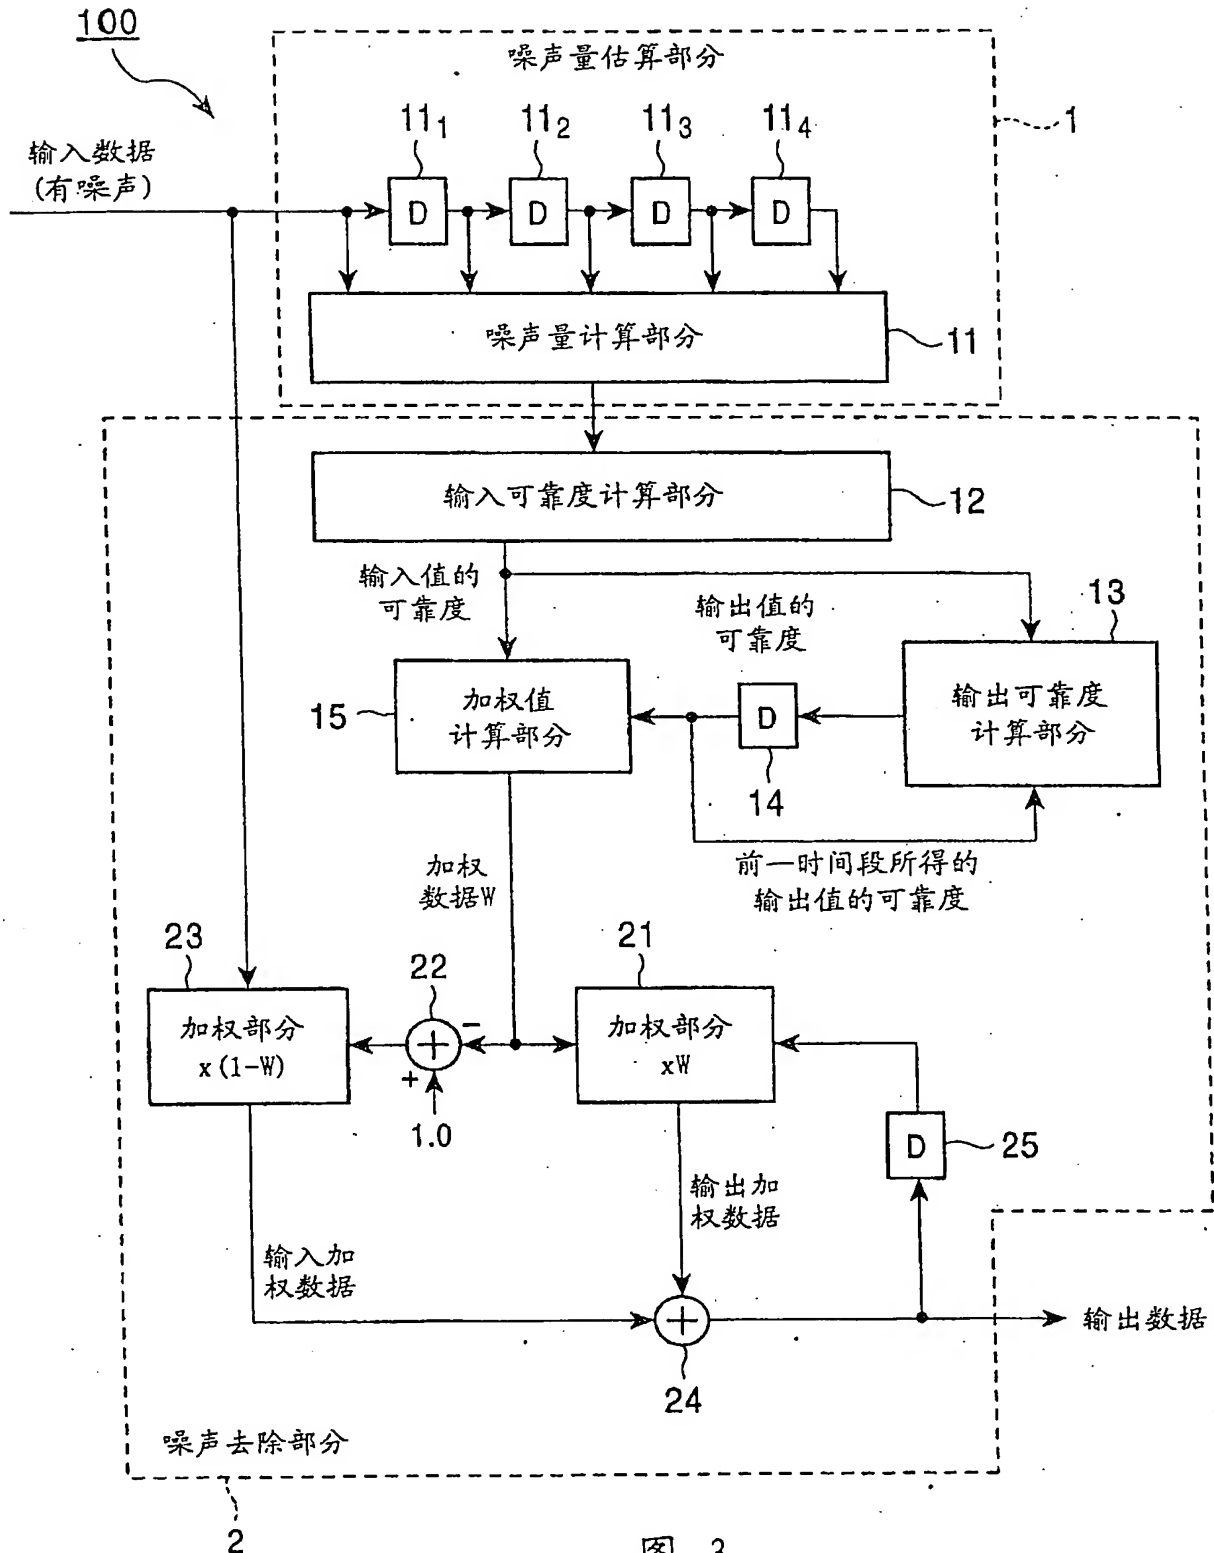 100
噪声量估算部分
11₁
11₂
11₃
11₄
1
输入数据
(有噪声)
D
D
D
D
噪声量计算部分
11
输入可靠度计算部分
12
输入值的
可靠度
输出值的
可靠度
13
15
加权值
计算部分
D
14
输出可靠度
计算部分
前一时间段所得的
输出值的可靠度
加权
数据W
23
22
21
加权部分
x(1-W)
+
-
+
1.0
加权部分
xW
D
25
输出加
权数据
输入加
权数据
+
24
输出数据
噪声去除部分
2
图 3